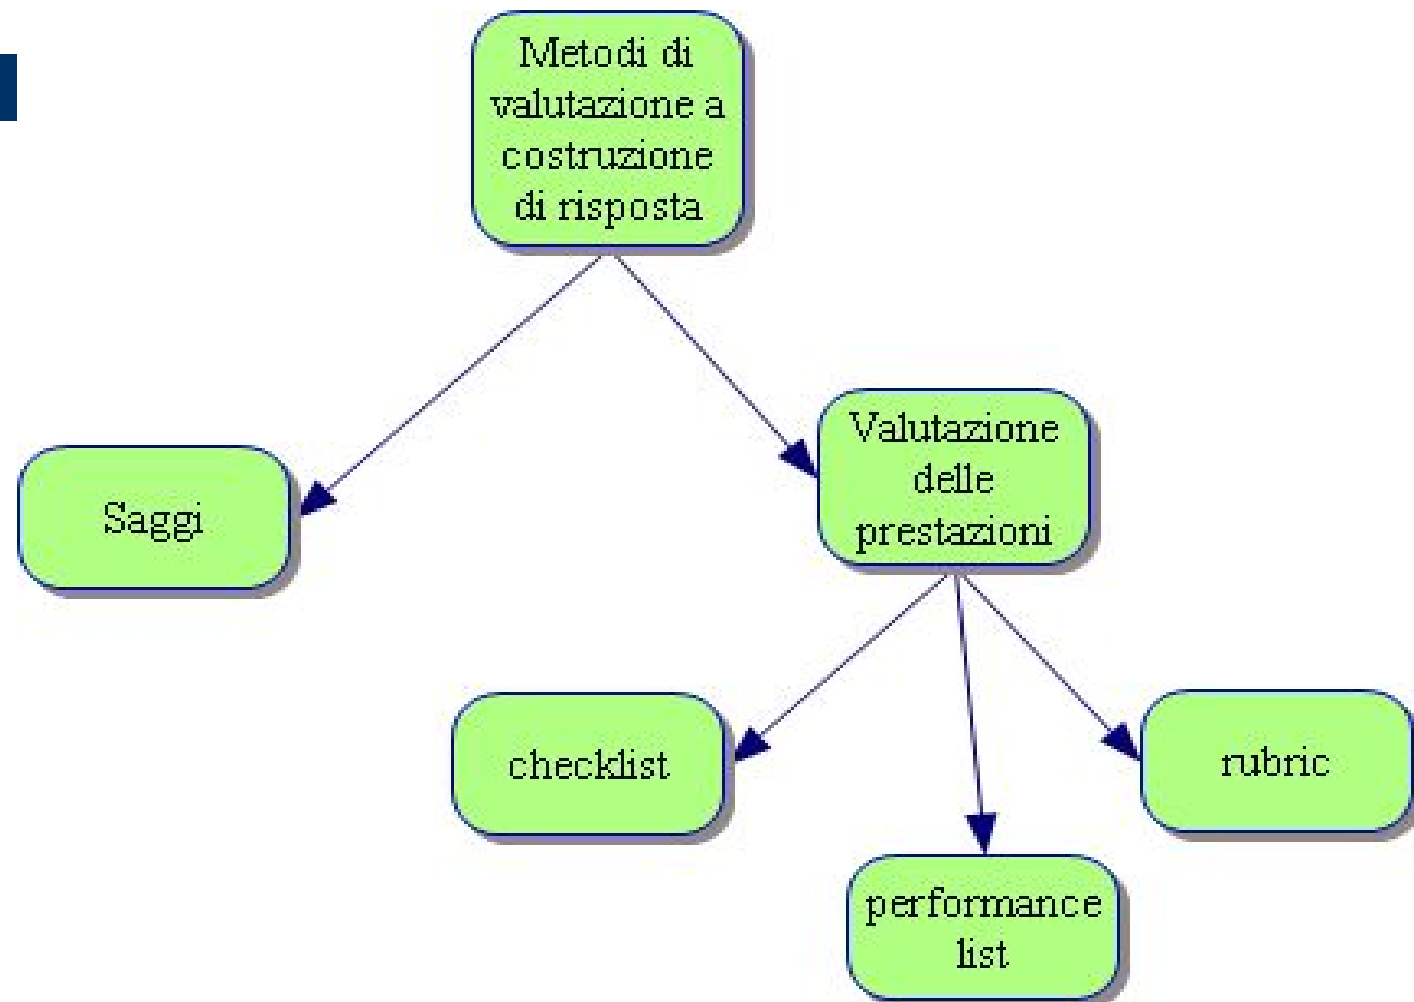 Metodi di
valutazione a
costruzione
di risposta
Valutazione
delle
prestazioni
Saggi
checklist
rubric
performance
list